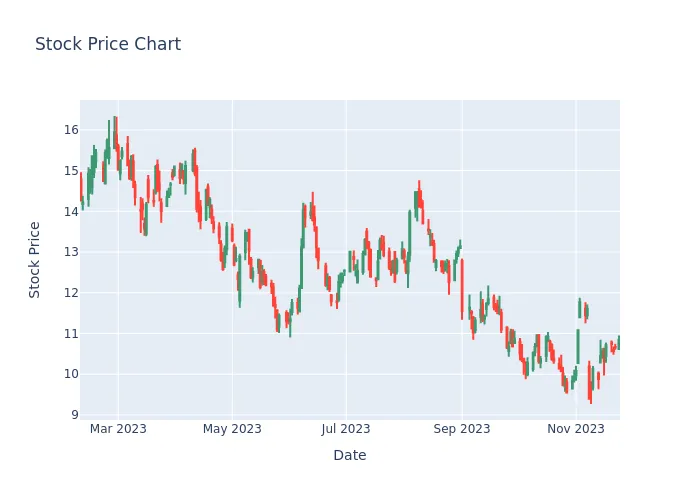 Stock Price Chart
16
15
14
13
12
11
10
9
Stock Price
Mar 2023
May 2023
Jul 2023
Sep 2023
Nov 2023
Date